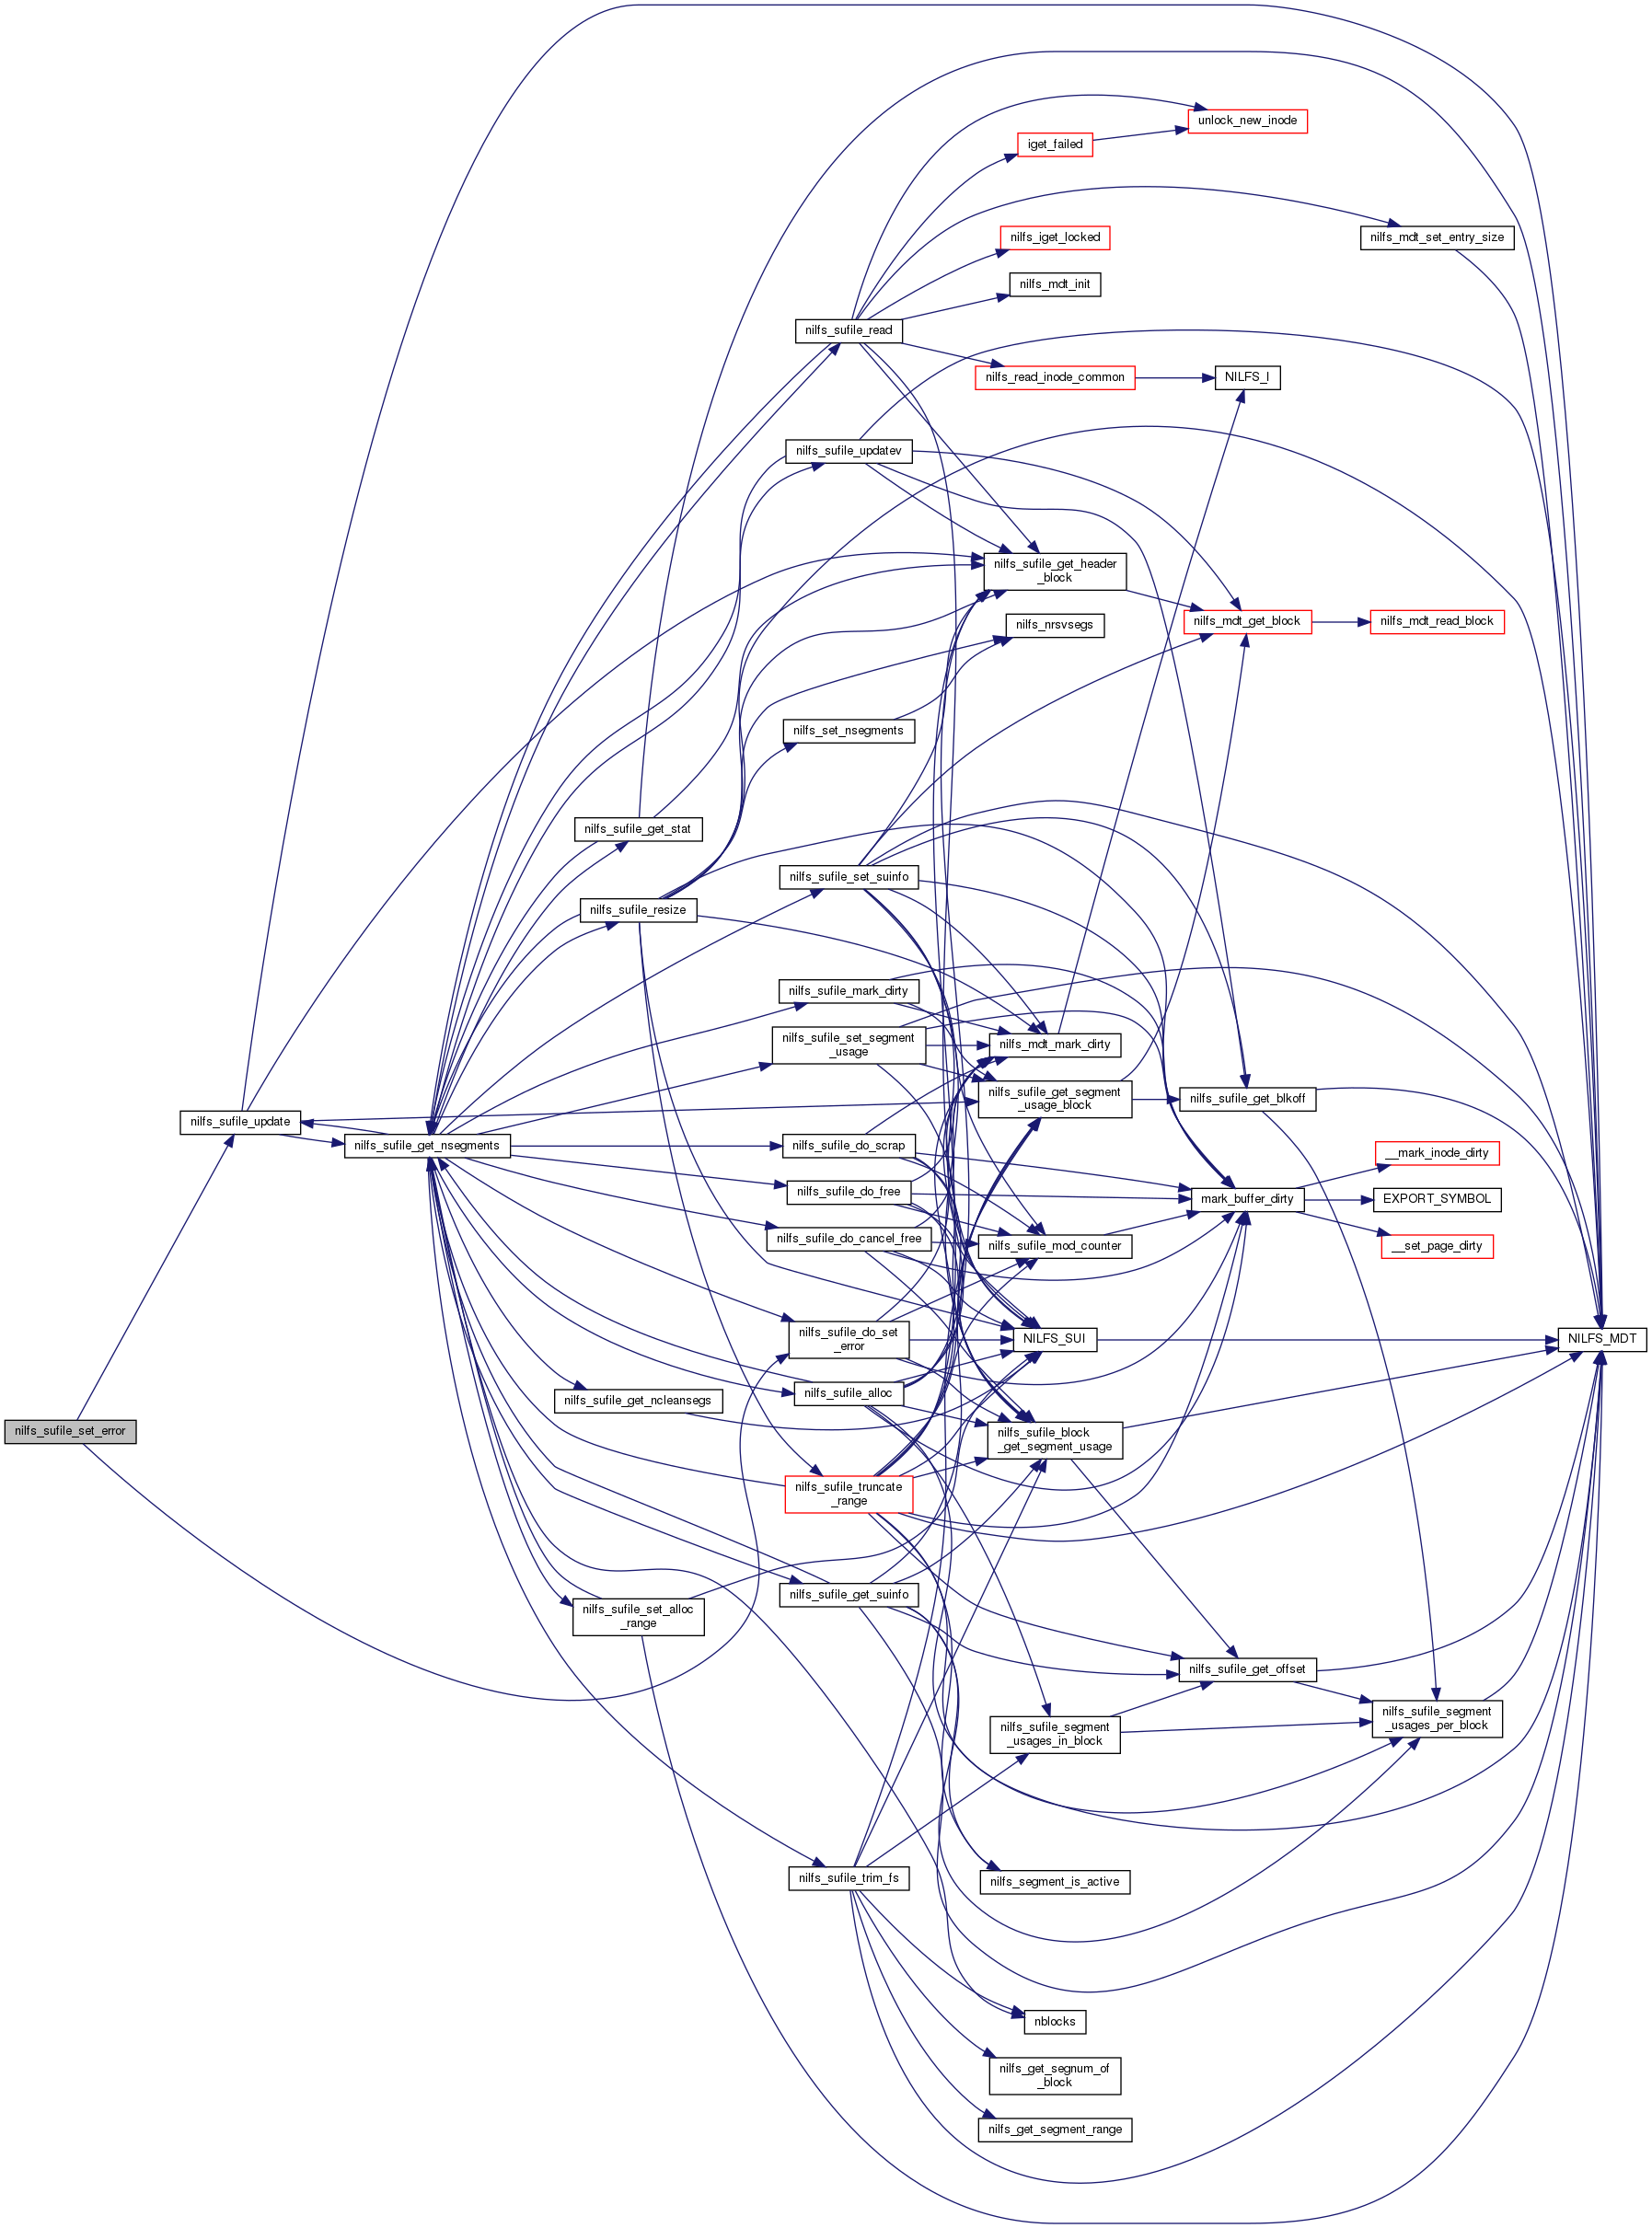 unlock_new_inode
iget_failed
nilfs_iget_locked
nilfs_mdt_set_entry_size
nilfs_mdt_init
nilfs_sufile_read
nilfs_read_inode_common
NILFS_I
nilfs_sufile_updatev
nilfs_sufile_get_header
_block
nilfs_nrsvsegs
nilfs_mdt_get_block
nilfs_mdt_read_block
nilfs_set_nsegments
nilfs_sufile_get_stat
nilfs_sufile_set_suinfo
nilfs_sufile_resize
nilfs_sufile_mark_dirty
nilfs_sufile_set_segment
_usage
nilfs_mdt_mark_dirty
nilfs_sufile_get_segment
_usage_block
nilfs_sufile_get_blkoff
nilfs_sufile_update
nilfs_sufile_get_nsegments
nilfs_sufile_do_scrap
__mark_inode_dirty
nilfs_sufile_do_free
mark_buffer_dirty
EXPORT_SYMBOL
nilfs_sufile_do_cancel_free
nilfs_sufile_mod_counter
__set_page_dirty
nilfs_sufile_do_set
_error
NILFS_SUI
NILFS_MDT
nilfs_sufile_alloc
nilfs_sufile_get_ncleansegs
nilfs_sufile_set_error
nilfs_sufile_block
_get_segment_usage
nilfs_sufile_truncate
_range
nilfs_sufile_get_suinfo
nilfs_sufile_set_alloc
_range
nilfs_sufile_get_offset
nilfs_sufile_segment
_usages_in_block
nilfs_sufile_segment
_usages_per_block
nilfs_sufile_trim_fs
nilfs_segment_is_active
nblocks
nilfs_get_segnum_of
_block
nilfs_get_segment_range